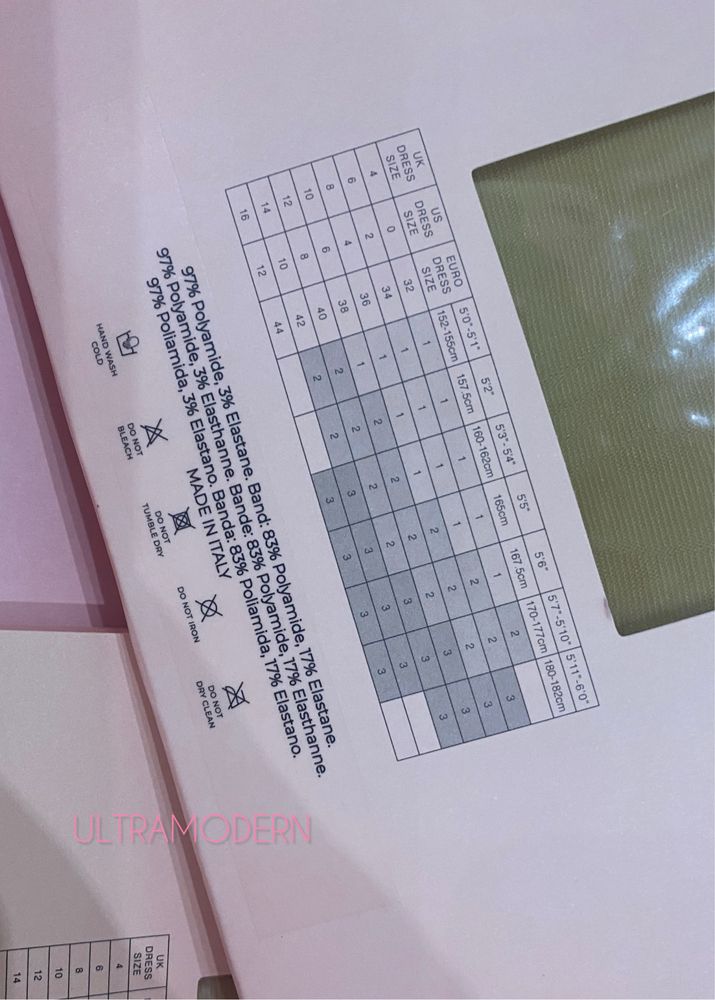 UK DRESS SIZE US DRESS SIZE EURO DRESS SIZE 5'0"-5'1" 5'2" 5'3"-5'4" 5'5" 5'6" 5'7"-5'10" 5'11"-6'0"
152-155cm 157.5cm 160-162cm 165cm 167.5cm 170-177cm 180-182cm
4 0 32 1 1 1 1 1 2
6 2 34 1 1 1 1 2 2 3
8 4 36 1 1 1 2 2 2 3
10 6 38 1 2 2 2 2 3 3
12 8 40 2 2 2 2 3 3 3
14 10 42 2 2 3 3 3 3
16 12 44 3 3 3 3
97% Polyamide, 3% Elastane. Band: 83% Polyamide, 17% Elastane.
97% Polyamide, 3% Elasthanne. Bande: 83% Polyamide, 17% Elasthanne.
97% Poliamida, 3% Elastano. Banda: 83% Poliamida, 17% Elastano.
MADE IN ITALY
HAND WASH
COLD
DO NOT
BLEACH
DO NOT
TUMBLE DRY
DO NOT IRON
DO NOT
DRY CLEAN
ULTRAMODERN
UK
DRESS
SIZE
4
6
8
10
12
14